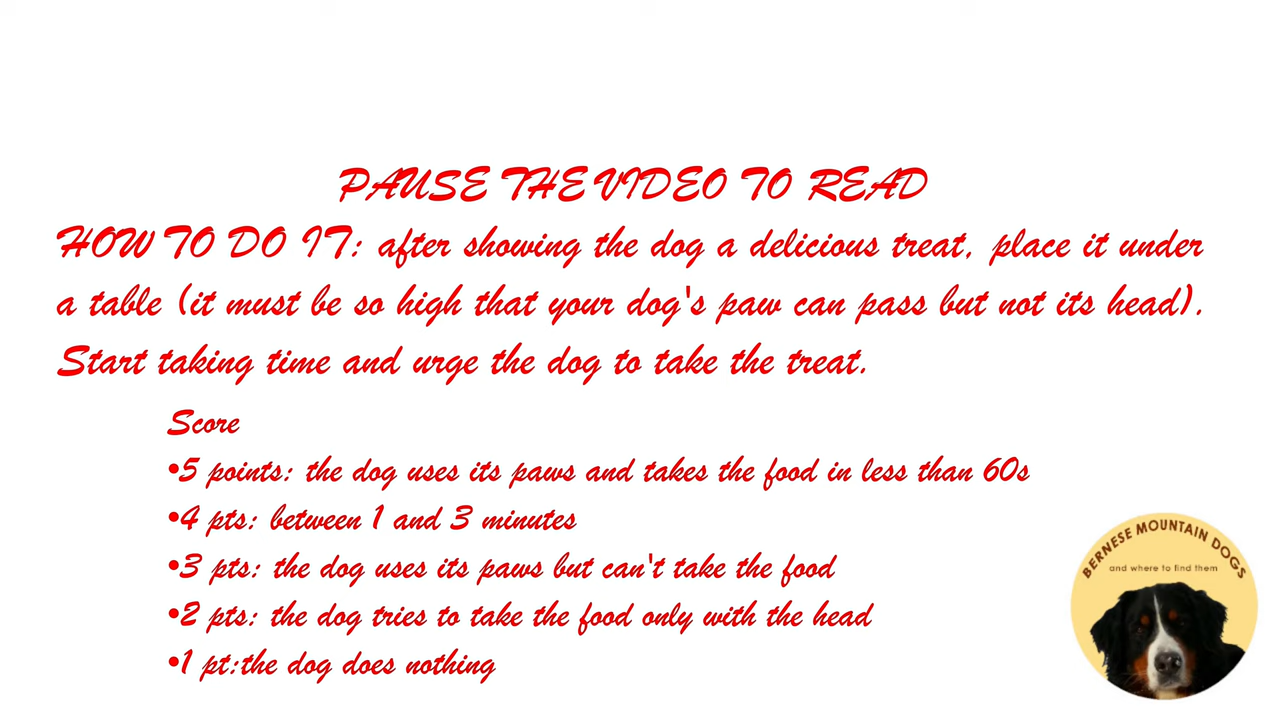 PAUSE THE VIDEO TO READ
HOW TO DO IT: after showing the dog a delicious treat, place it under
a table (it must be so high that your dog's paw can pass but not its head).
Start taking time and urge the dog to take the treat.
Score
•5 points: the dog uses its paws and takes the food in less than 60s
•4 pts: between 1 and 3 minutes
•3 pts: the dog uses its paws but can't take the food
•2 pts: the dog tries to take the food only with the head
•1 pt:the dog does nothing
BERNESE MOUNTAIN DOGS
and where to find them